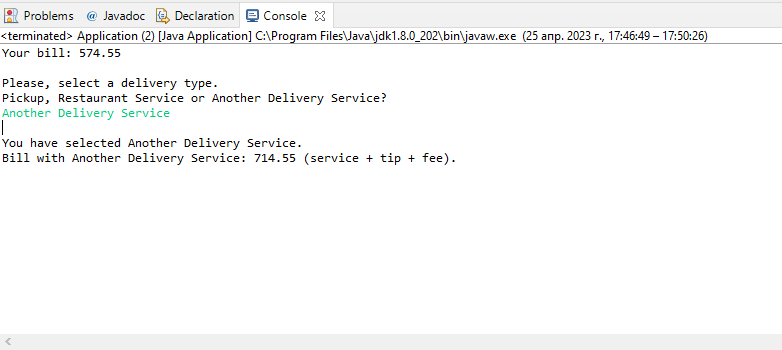 Problems @ Javadoc Declaration Console
<terminated> Application (2) [Java Application] C:\Program Files\Java\jdk1.8.0_202\bin\javaw.exe (25 апр. 2023 г., 17:46:49 – 17:50:26)
Your bill: 574.55
Please, select a delivery type.
Pickup, Restaurant Service or Another Delivery Service?
Another Delivery Service
You have selected Another Delivery Service.
Bill with Another Delivery Service: 714.55 (service + tip + fee).